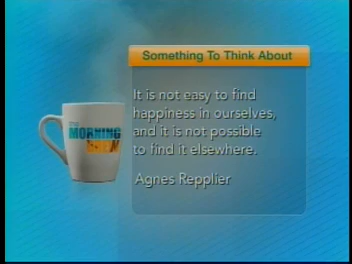 Something To Think About
It is not easy to find
happiness in ourselves,
and it is not possible
to find it elsewhere.
Agnes Repplier
MORNING